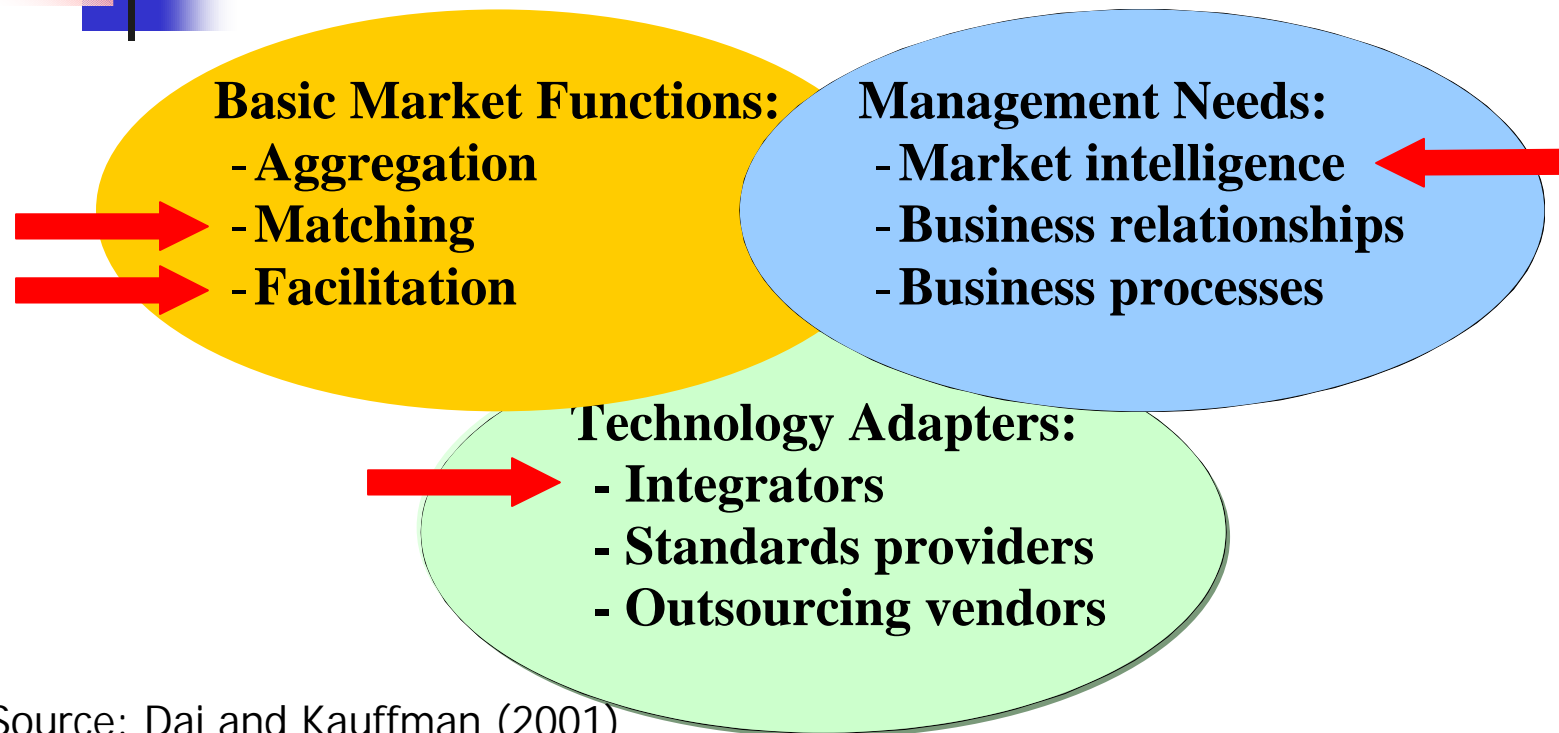 Basic Market Functions:
- Aggregation
- Matching
- Facilitation
Management Needs:
- Market intelligence
- Business relationships
- Business processes
Technology Adapters:
- Integrators
- Standards providers
- Outsourcing vendors
Source: Dai and Kauffman (2001)